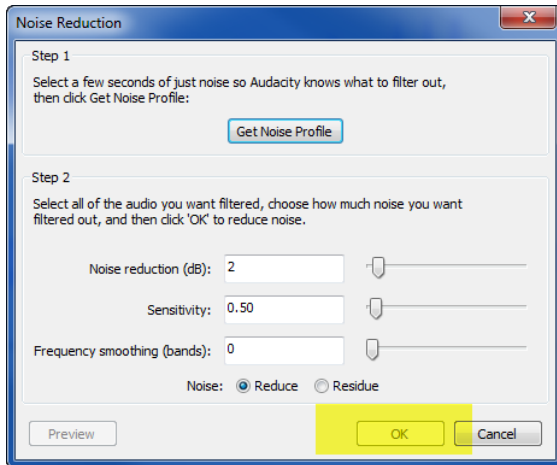 Noise Reduction
Step 1
Select a few seconds of just noise so Audacity knows what to filter out,
then click Get Noise Profile:
Get Noise Profile
Step 2
Select all of the audio you want filtered, choose how much noise you want
filtered out, and then click 'OK' to reduce noise.
Noise reduction (dB): 2
Sensitivity: 0.50
Frequency smoothing (bands): 0
Noise: Reduce Residue
Preview OK Cancel